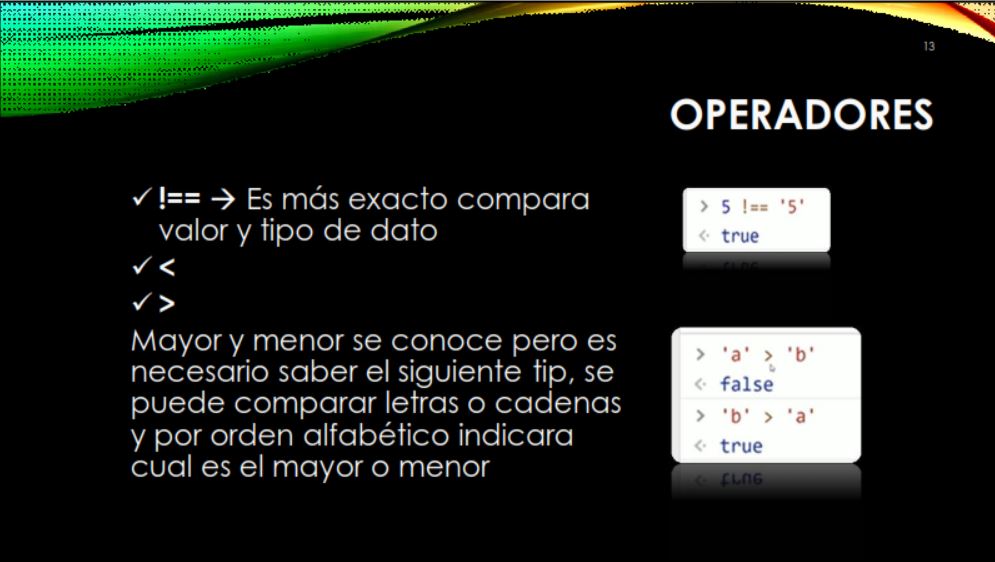 13
OPERADORES
✓ !== → Es más exacto compara
valor y tipo de dato
✓ <
✓ >
Mayor y menor se conoce pero es
necesario saber el siguiente tip, se
puede comparar letras o cadenas
y por orden alfabético indicara
cual es el mayor o menor
> 5 !== '5'
<· true
> 'a' > 'b'
<· false
> 'b' > 'a'
<· true